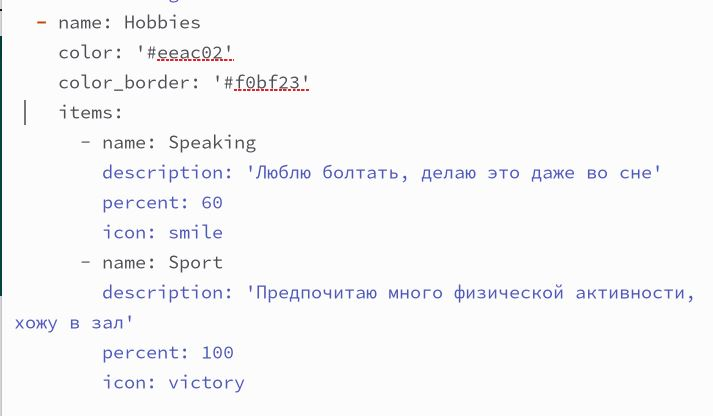 - name: Hobbies
color: '#eeac02'
color_border: '#f0bf23'
items:
- name: Speaking
description: 'Люблю болтать, делаю это даже во сне'
percent: 60
icon: smile
- name: Sport
description: 'Предпочитаю много физической активности,
хожу в зал'
percent: 100
icon: victory